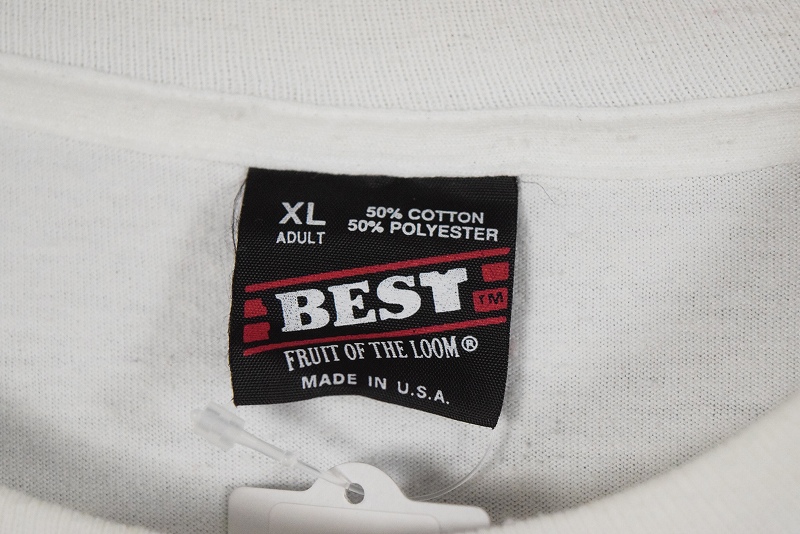 XL
ADULT
50% COTTON
50% POLYESTER
BEST
TM
FRUIT OF THE LOOM®
MADE IN U.S.A.